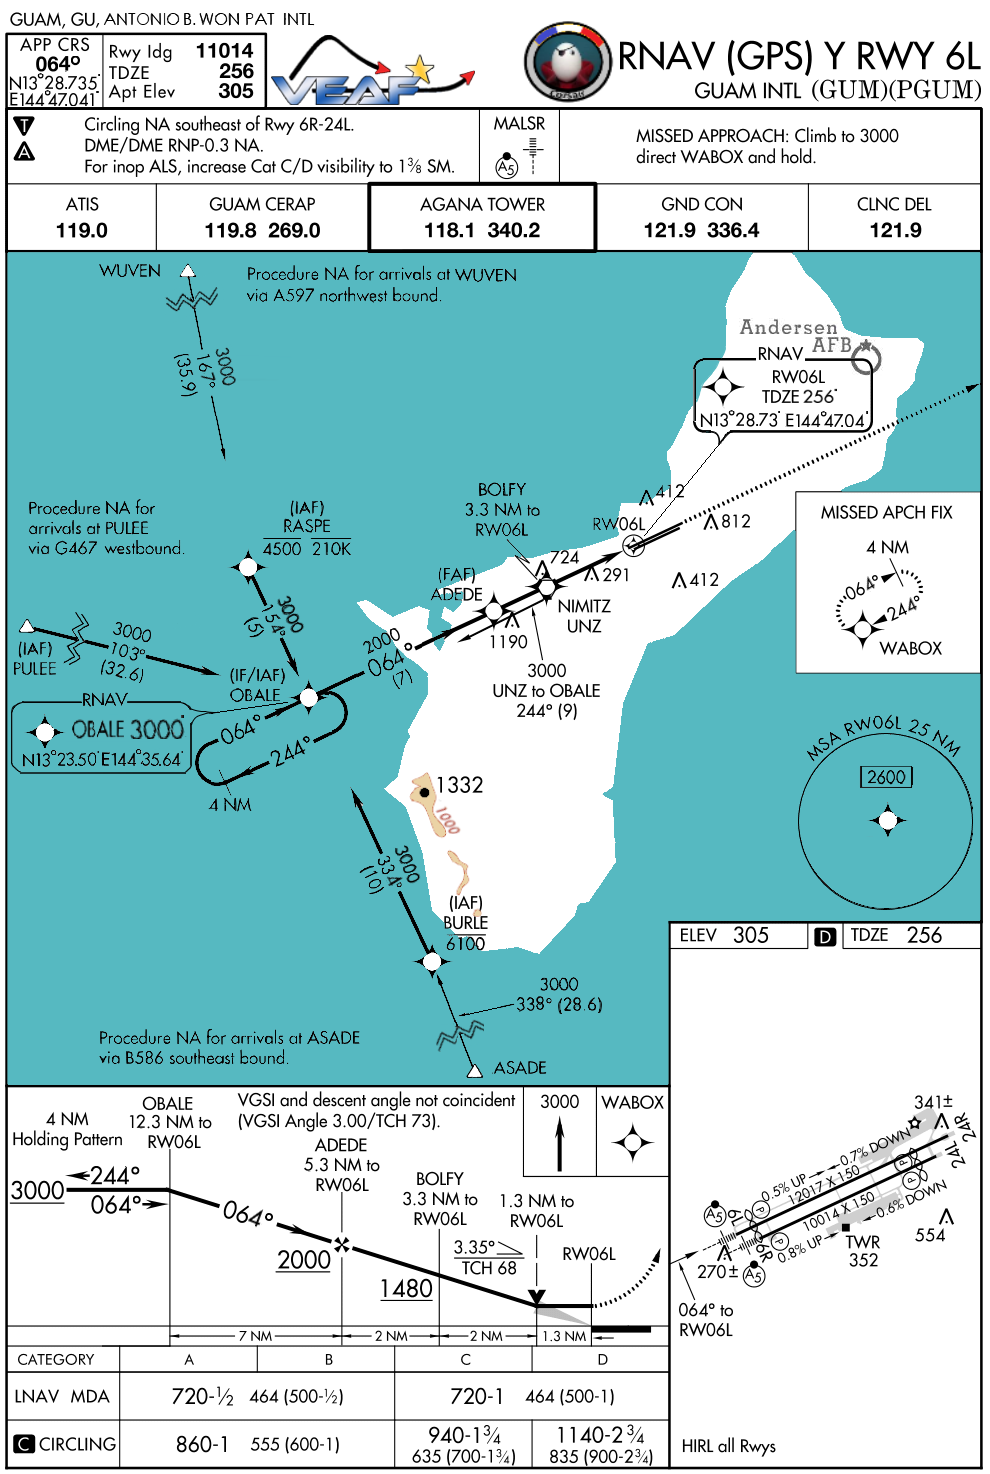 GUAM, GU, ANTONIO B. WON PAT INTL
APP CRS
064°
N13°28.735'
E144°47.041'
Rwy Idg 11014
TDZE 256
Apt Elev 305
VEAF
Corsair
RNAV (GPS) Y RWY 6L
GUAM INTL (GUM)(PGUM)
T
A
Circling NA southeast of Rwy 6R-24L.
DME/DME RNP-0.3 NA.
For inop ALS, increase Cat C/D visibility to 1⅜ SM.
MALSR
A5
MISSED APPROACH: Climb to 3000
direct WABOX and hold.
ATIS
119.0
GUAM CERAP
119.8 269.0
AGANA TOWER
118.1 340.2
GND CON
121.9 336.4
CLNC DEL
121.9
WUVEN
Procedure NA for arrivals at WUVEN
via A597 northwest bound.
3000
167°
(35.9)
Andersen
AFB
RNAV
RW06L
TDZE 256'
N13°28.73' E144°47.04'
Procedure NA for
arrivals at PULEE
via G467 westbound.
(IAF)
RASPE
4500 210K
BOLFY
3.3 NM to
RW06L
RW06L
412
812
724
291
412
(FAF)
ADEDE
NIMITZ
UNZ
1190
3000
UNZ to OBALE
244° (9)
MISSED APCH FIX
4 NM
064°
244°
WABOX
3000
154°
(5)
(IAF)
PULEE
3000
103°
(32.6)
(IF/IAF)
OBALE
2000
064°
(7)
RNAV
OBALE 3000'
N13°23.50' E144°35.64'
064°
244°
4 NM
MSA RW06L 25 NM
2600
1332
1000
3000
334°
(10)
(IAF)
BURLE
6100
3000
338° (28.6)
ASADE
Procedure NA for arrivals at ASADE
via B586 southeast bound.
ELEV 305
D
TDZE 256
341±
24R
24L
0.7% DOWN
0.5% UP
12017 X 150
10014 X 150
0.6% DOWN
0.8% UP
P
P
P
P
A5
A5
6L
06R
270±
TWR
352
554
064° to
RW06L
HIRL all Rwys
4 NM
Holding Pattern
OBALE
12.3 NM to
RW06L
VGSI and descent angle not coincident
(VGSI Angle 3.00/TCH 73).
ADEDE
5.3 NM to
RW06L
BOLFY
3.3 NM to
RW06L
1.3 NM to
RW06L
3000
WABOX
3000
244°
064°
064°
2000
1480
3.35°
TCH 68
RW06L
7 NM
2 NM
2 NM
1.3 NM
CATEGORY A B C D
LNAV MDA 720-½ 464 (500-½) 720-1 464 (500-1)
C CIRCLING 860-1 555 (600-1) 940-1¾ 1140-2¾
635 (700-1¾) 835 (900-2¾)